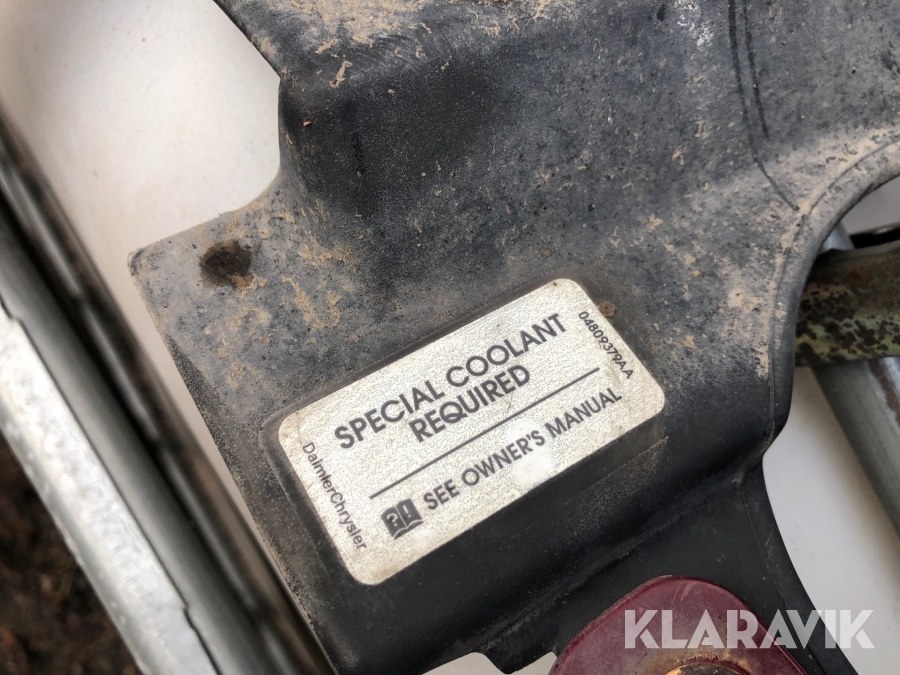 SPECIAL COOLANT
REQUIRED
SEE OWNER'S MANUAL
DaimlerChrysler
04809379AA
?!
KLARAVIK